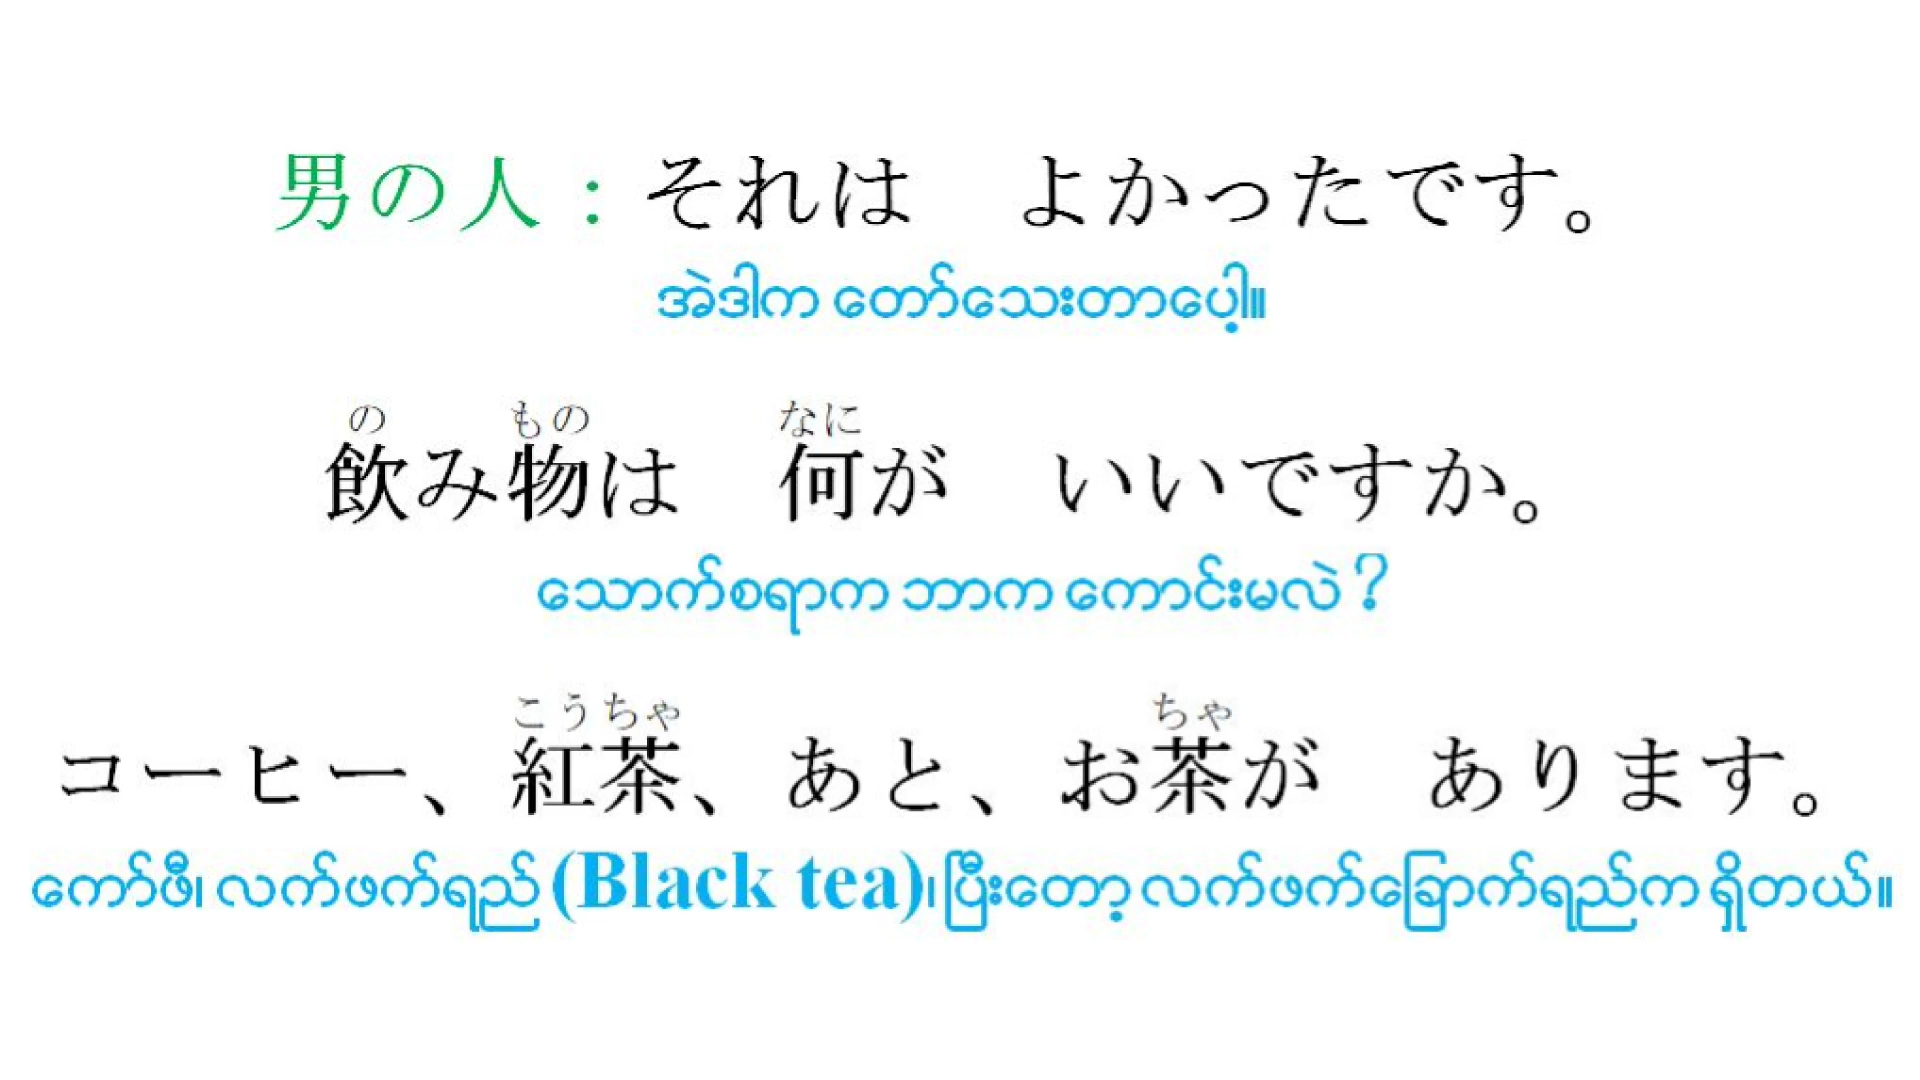 男の人：それは　よかったです。
အဲဒါက တော်သေးတာပေါ့။
の もの なに
飲み物は　何が　いいですか。
သောက်စရာက ဘာက ကောင်းမလဲ？
こうちゃ ちゃ
コーヒー、紅茶、あと、お茶が　あります。
ကော်ဖီ၊ လက်ဖက်ရည် (Black tea)၊ ပြီးတော့ လက်ဖက်ခြောက်ရည်က ရှိတယ်။